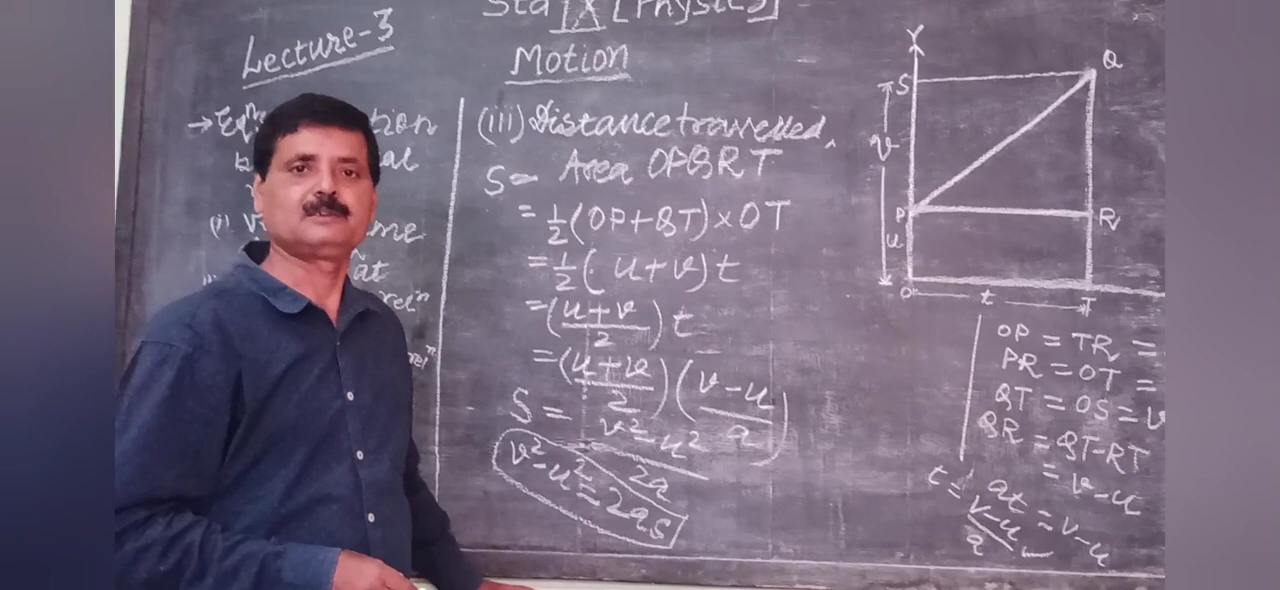 Std IX [Physics]
Lecture-3
Motion
→ Eqn
(i)
(iii) Distance travelled,
S = Area OPQRT
= 1/2 (OP+QT) × OT
= 1/2 (u+v) t
= (u+v/2) t
= (u+v/2) (v-u/a)
S = v²-u²/2a
v²-u² = 2as
Y
S
Q
v
P
R
u
O
t
T
OP = TR =
PR = OT =
QT = OS = v
QR = QT-RT
= v-u
at = v-u
t = v-u/a